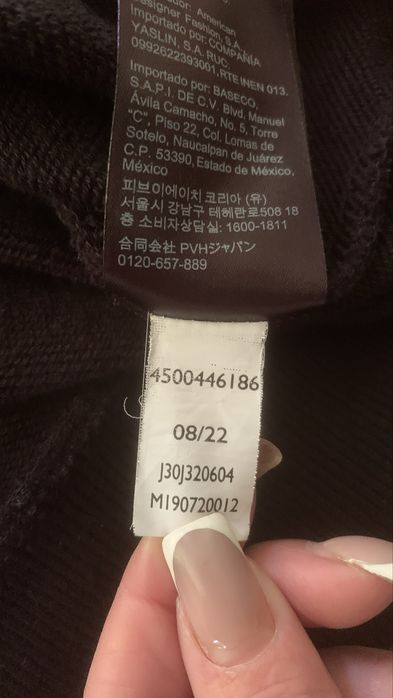 ador: American
Designer Fashion, S.A.
Importado por: COMPAÑIA
YASLIN, S.A. RUC:
0992622393001, RTE INEN 013.
Importado por: BASECO,
S.A.P.I. DE C.V. Blvd. Manuel
Ávila Camacho, No. 5, Torre
"C", Piso 22, Col. Lomas de
Sotelo, Naucalpan de Juárez
C.P. 53390, Estado de México,
México
피브이에이치 코리아 (유)
서울시 강남구 테헤란로508 18
층 소비자상담실: 1600-1811
合同会社 PVHジャパン
0120-657-889
4500446186
08/22
J30J320604
M190720012